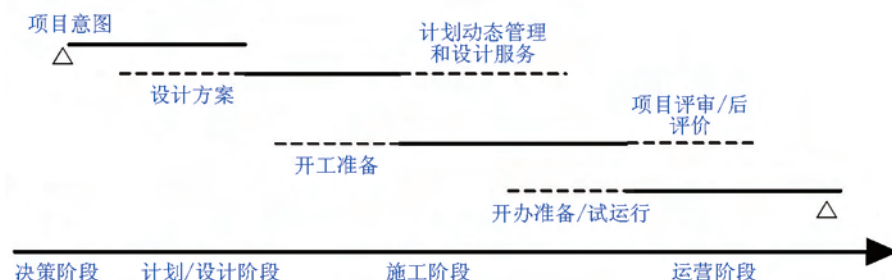 项目意图
计划动态管理
和设计服务
设计方案
项目评审/后
评价
开工准备
开办准备/试运行
决策阶段
计划/设计阶段
施工阶段
运营阶段